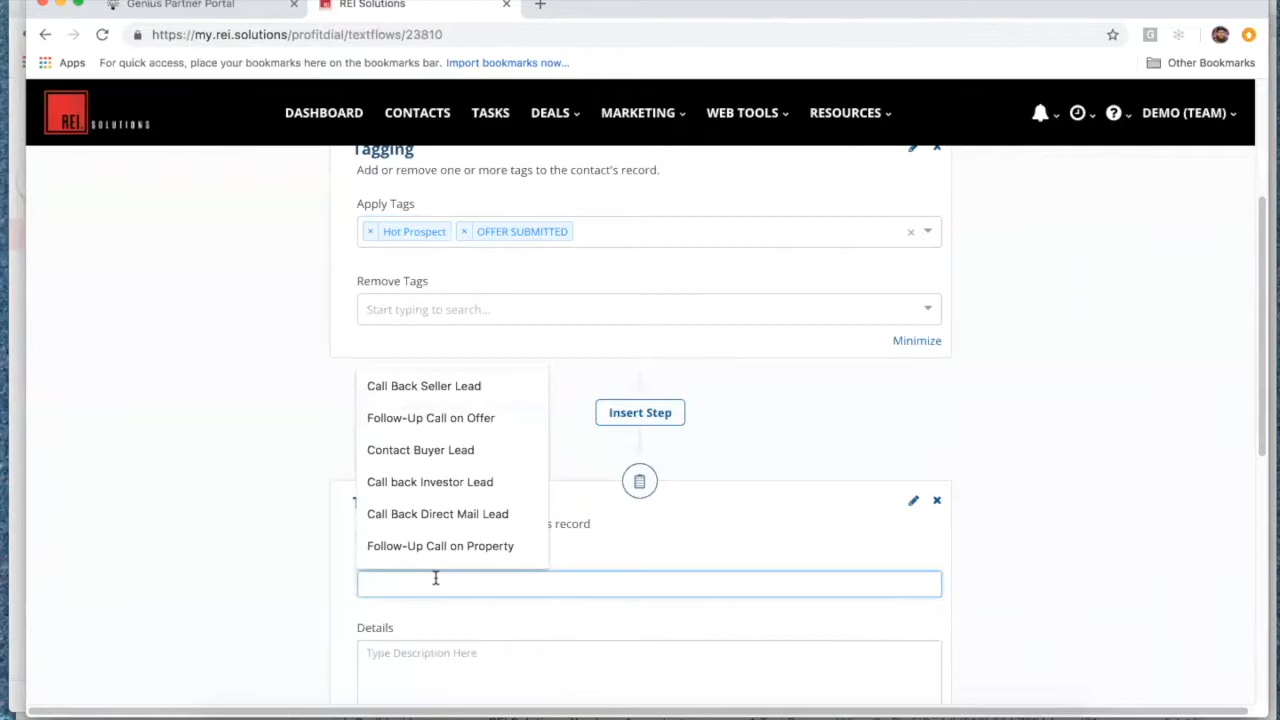 Genius Partner Portal
REI Solutions
https://my.rei.solutions/profitdial/textflows/23810
Apps
For quick access, place your bookmarks here on the bookmarks bar. Import bookmarks now...
Other Bookmarks
REI. SOLUTIONS
DASHBOARD
CONTACTS
TASKS
DEALS
MARKETING
WEB TOOLS
RESOURCES
DEMO (TEAM)
Tagging
Add or remove one or more tags to the contact's record.
Apply Tags
× Hot Prospect
× OFFER SUBMITTED
Remove Tags
Start typing to search...
Minimize
Call Back Seller Lead
Follow-Up Call on Offer
Contact Buyer Lead
Call back Investor Lead
Call Back Direct Mail Lead
Follow-Up Call on Property
Insert Step
s record
Details
Type Description Here